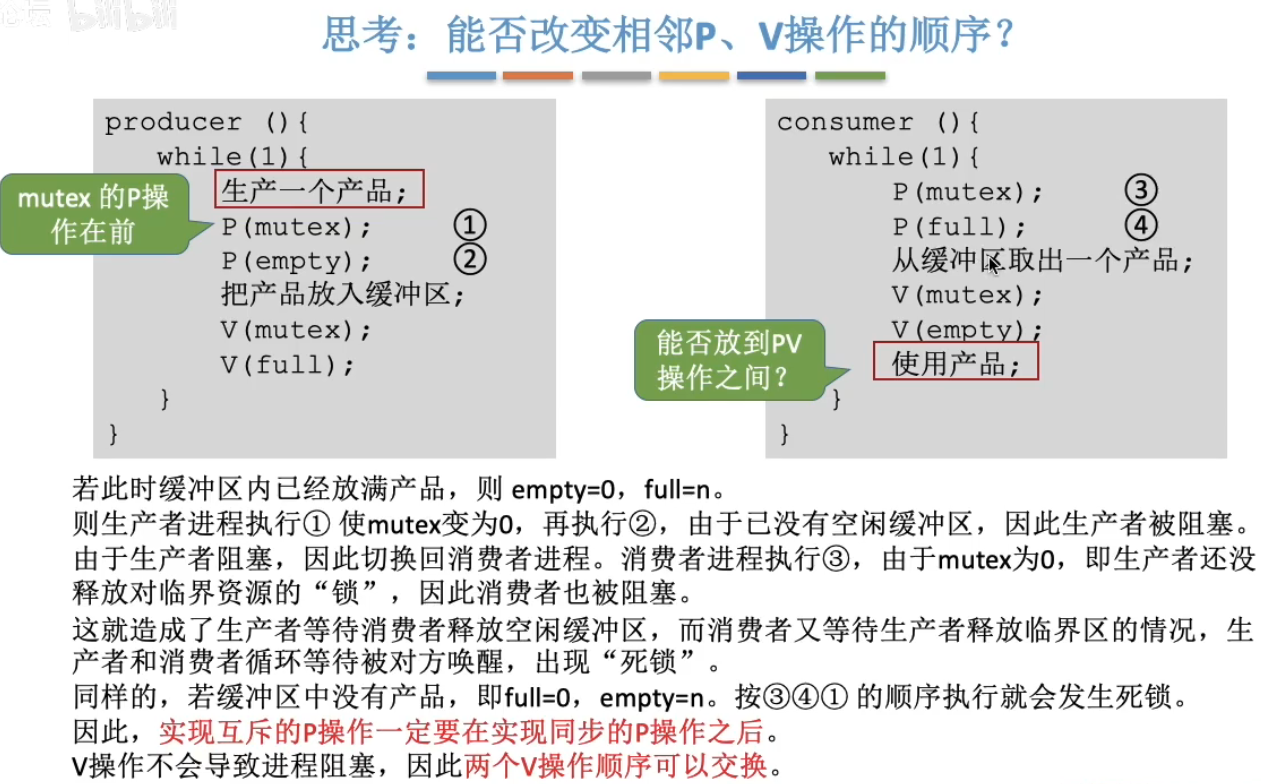 bilibili
思考：能否改变相邻P、V操作的顺序？
producer (){
while(1){
生产一个产品;
P(mutex); ①
P(empty); ②
把产品放入缓冲区;
V(mutex);
V(full);
}
}
mutex 的P操
作在前
consumer (){
while(1){
P(mutex); ③
P(full); ④
从缓冲区取出一个产品;
V(mutex);
V(empty);
使用产品;
}
}
能否放到PV
操作之间？
若此时缓冲区内已经放满产品，则 empty=0，full=n。
则生产者进程执行① 使mutex变为0，再执行②，由于已没有空闲缓冲区，因此生产者被阻塞。
由于生产者阻塞，因此切换回消费者进程。消费者进程执行③，由于mutex为0，即生产者还没
释放对临界资源的“锁”，因此消费者也被阻塞。
这就造成了生产者等待消费者释放空闲缓冲区，而消费者又等待生产者释放临界区的情况，生
产者和消费者循环等待被对方唤醒，出现“死锁”。
同样的，若缓冲区中没有产品，即full=0，empty=n。按③④① 的顺序执行就会发生死锁。
因此，实现互斥的P操作一定要在实现同步的P操作之后。
V操作不会导致进程阻塞，因此两个V操作顺序可以交换。